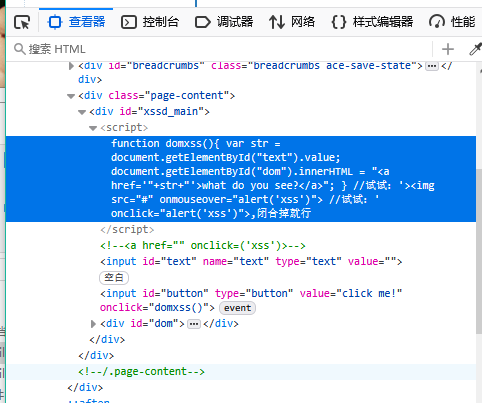 查看器 控制台 调试器 网络 样式编辑器 性能
搜索 HTML
<div id="breadcrumbs" class="breadcrumbs ace-save-state"></
div>
<div class="page-content">
<div id="xssd_main">
<script>
function domxss(){ var str =
document.getElementById("text").value;
document.getElementById("dom").innerHTML = "<a
href='"+str+"'>what do you see?</a>"; } //试试：'><img
src="#" onmouseover="alert('xss')"> //试试：'
onclick="alert('xss')">,闭合掉就行
</script>
<!--<a href="" onclick=('xss')>-->
<input id="text" name="text" type="text" value="">
空白
<input id="button" type="button" value="click me!"
onclick="domxss()"> event
<div id="dom"></div>
</div>
</div>
<!--/.page-content-->
</div>
::after